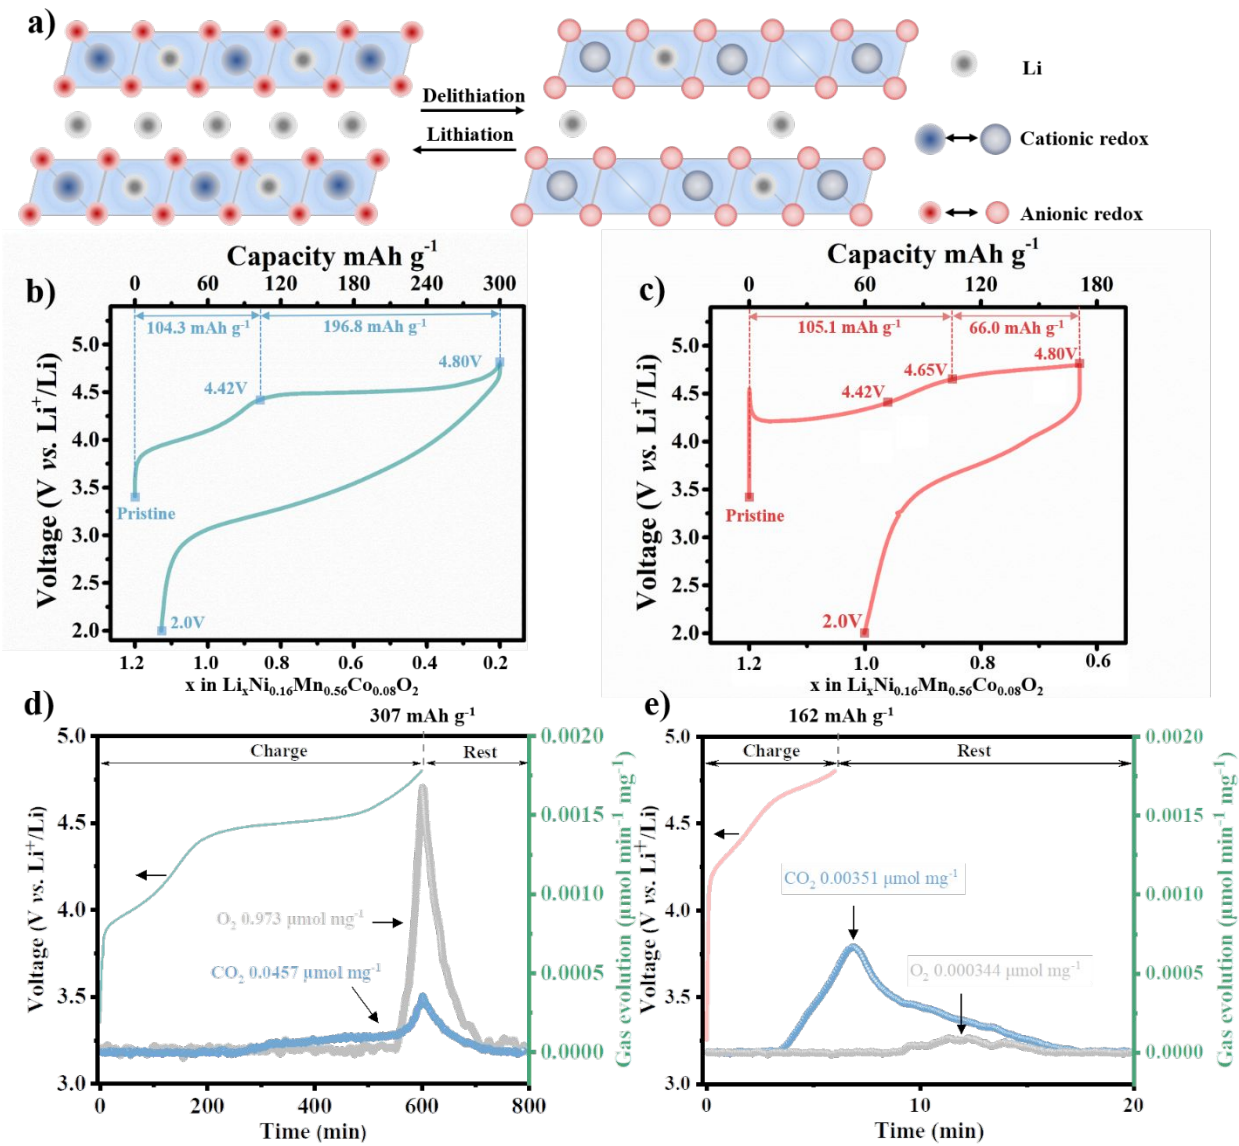 a)
Delithiation
Lithiation
Li
Cationic redox
Anionic redox
b)
Capacity mAh g⁻¹
0 60 120 180 240 300
104.3 mAh g⁻¹
196.8 mAh g⁻¹
4.42V
4.80V
Pristine
2.0V
Voltage (V vs. Li⁺/Li)
5.0
4.5
4.0
3.5
3.0
2.5
2.0
1.2 1.0 0.8 0.6 0.4 0.2
x in LiₓNi₀.₁₆Mn₀.₅₆Co₀.₀₈O₂
c)
Capacity mAh g⁻¹
0 60 120 180
105.1 mAh g⁻¹
66.0 mAh g⁻¹
4.42V
4.65V
4.80V
Pristine
2.0V
Voltage (V vs. Li⁺/Li)
5.0
4.5
4.0
3.5
3.0
2.5
2.0
1.2 1.0 0.8 0.6
x in LiₓNi₀.₁₆Mn₀.₅₆Co₀.₀₈O₂
d)
307 mAh g⁻¹
Charge
Rest
O₂ 0.973 μmol mg⁻¹
CO₂ 0.0457 μmol mg⁻¹
Voltage (V vs. Li⁺/Li)
5.0
4.5
4.0
3.5
3.0
0 200 400 600 800
Time (min)
0.0020
0.0015
0.0010
0.0005
0.0000
Gas evolution (μmol min⁻¹ mg⁻¹)
e)
162 mAh g⁻¹
Charge
Rest
CO₂ 0.00351 μmol mg⁻¹
O₂ 0.000344 μmol mg⁻¹
Voltage (V vs. Li⁺/Li)
5.0
4.5
4.0
3.5
3.0
0 10 20
Time (min)
0.0020
0.0015
0.0010
0.0005
0.0000
Gas evolution (μmol min⁻¹ mg⁻¹)